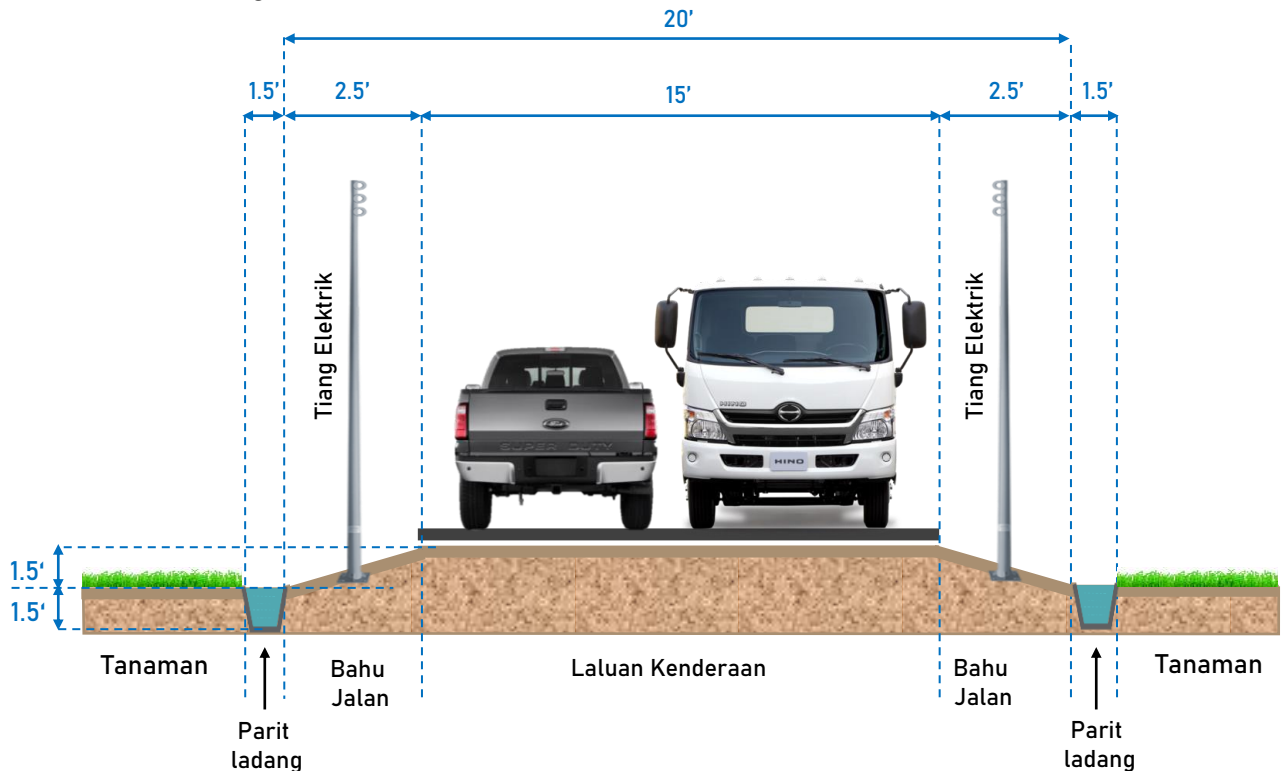 20'
1.5'
2.5'
15'
2.5'
1.5'
Tiang Elektrik
Tiang Elektrik
HINO
SUPER DUTY
HINO
1.5'
1.5'
Tanaman
Bahu
Jalan
Laluan Kenderaan
Bahu
Jalan
Tanaman
Parit
ladang
Parit
ladang